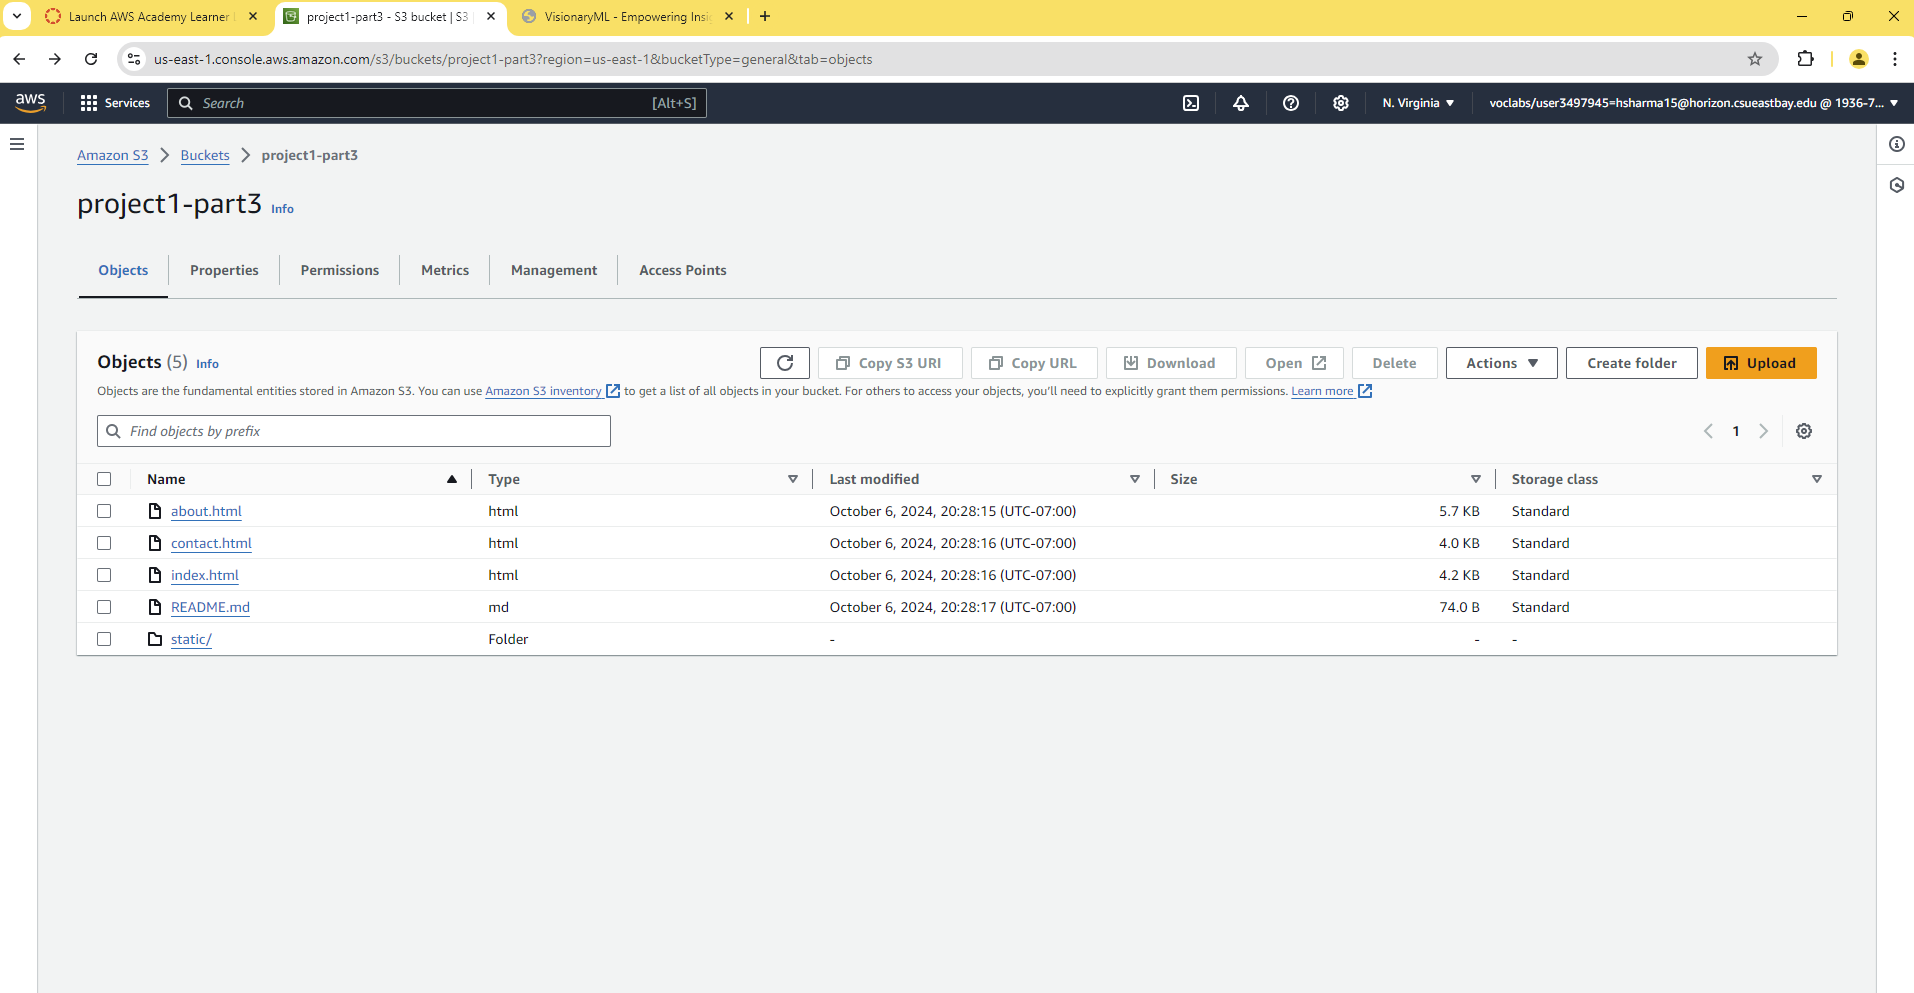 Launch AWS Academy Learner
project1-part3 - S3 bucket | S3
VisionaryML - Empowering Insi
us-east-1.console.aws.amazon.com/s3/buckets/project1-part3?region=us-east-1&bucketType=general&tab=objects
aws
Services
Search
[Alt+S]
N. Virginia
voclabs/user3497945=hsharma15@horizon.csueastbay.edu @ 1936-7...
Amazon S3
Buckets
project1-part3
project1-part3 Info
Objects
Properties
Permissions
Metrics
Management
Access Points
Objects (5) Info
Copy S3 URI
Copy URL
Download
Open
Delete
Actions
Create folder
Upload
Objects are the fundamental entities stored in Amazon S3. You can use Amazon S3 inventory to get a list of all objects in your bucket. For others to access your objects, you'll need to explicitly grant them permissions. Learn more
Find objects by prefix
1
Name Type Last modified Size Storage class
about.html html October 6, 2024, 20:28:15 (UTC-07:00) 5.7 KB Standard
contact.html html October 6, 2024, 20:28:16 (UTC-07:00) 4.0 KB Standard
index.html html October 6, 2024, 20:28:16 (UTC-07:00) 4.2 KB Standard
README.md md October 6, 2024, 20:28:17 (UTC-07:00) 74.0 B Standard
static/ Folder - - -